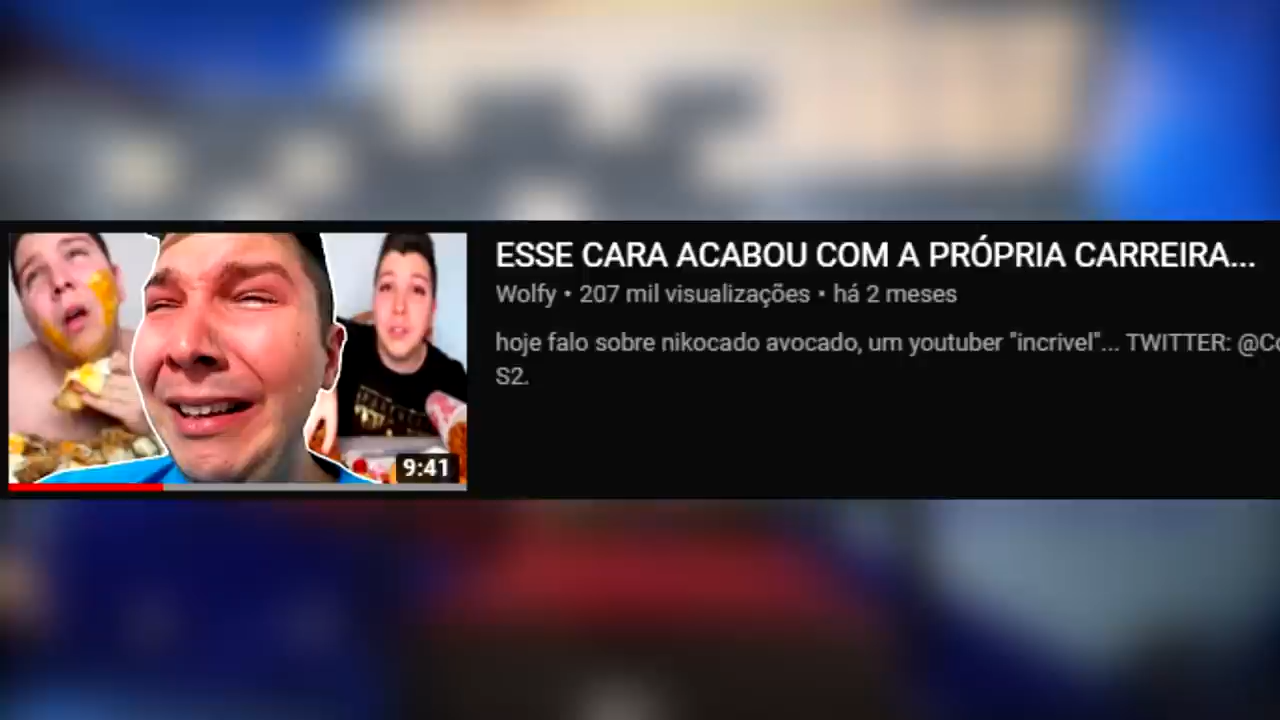 ESSE CARA ACABOU COM A PRÓPRIA CARREIRA...
Wolfy • 207 mil visualizações • há 2 meses
hoje falo sobre nikocado avocado, um youtuber "incrivel"... TWITTER:
S2.
9:41